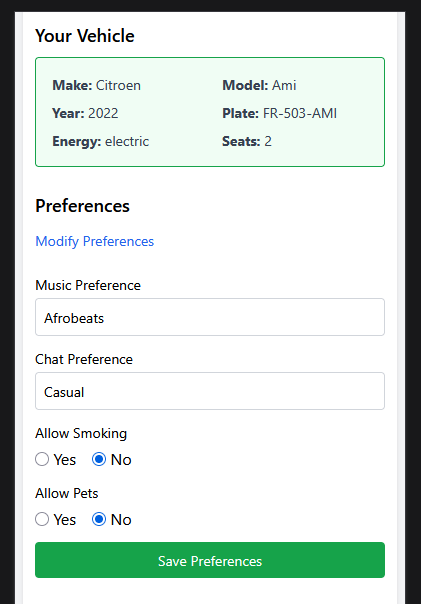 Your Vehicle
Make: Citroen Model: Ami
Year: 2022 Plate: FR-503-AMI
Energy: electric Seats: 2
Preferences
Modify Preferences
Music Preference
Afrobeats
Chat Preference
Casual
Allow Smoking
Yes No
Allow Pets
Yes No
Save Preferences